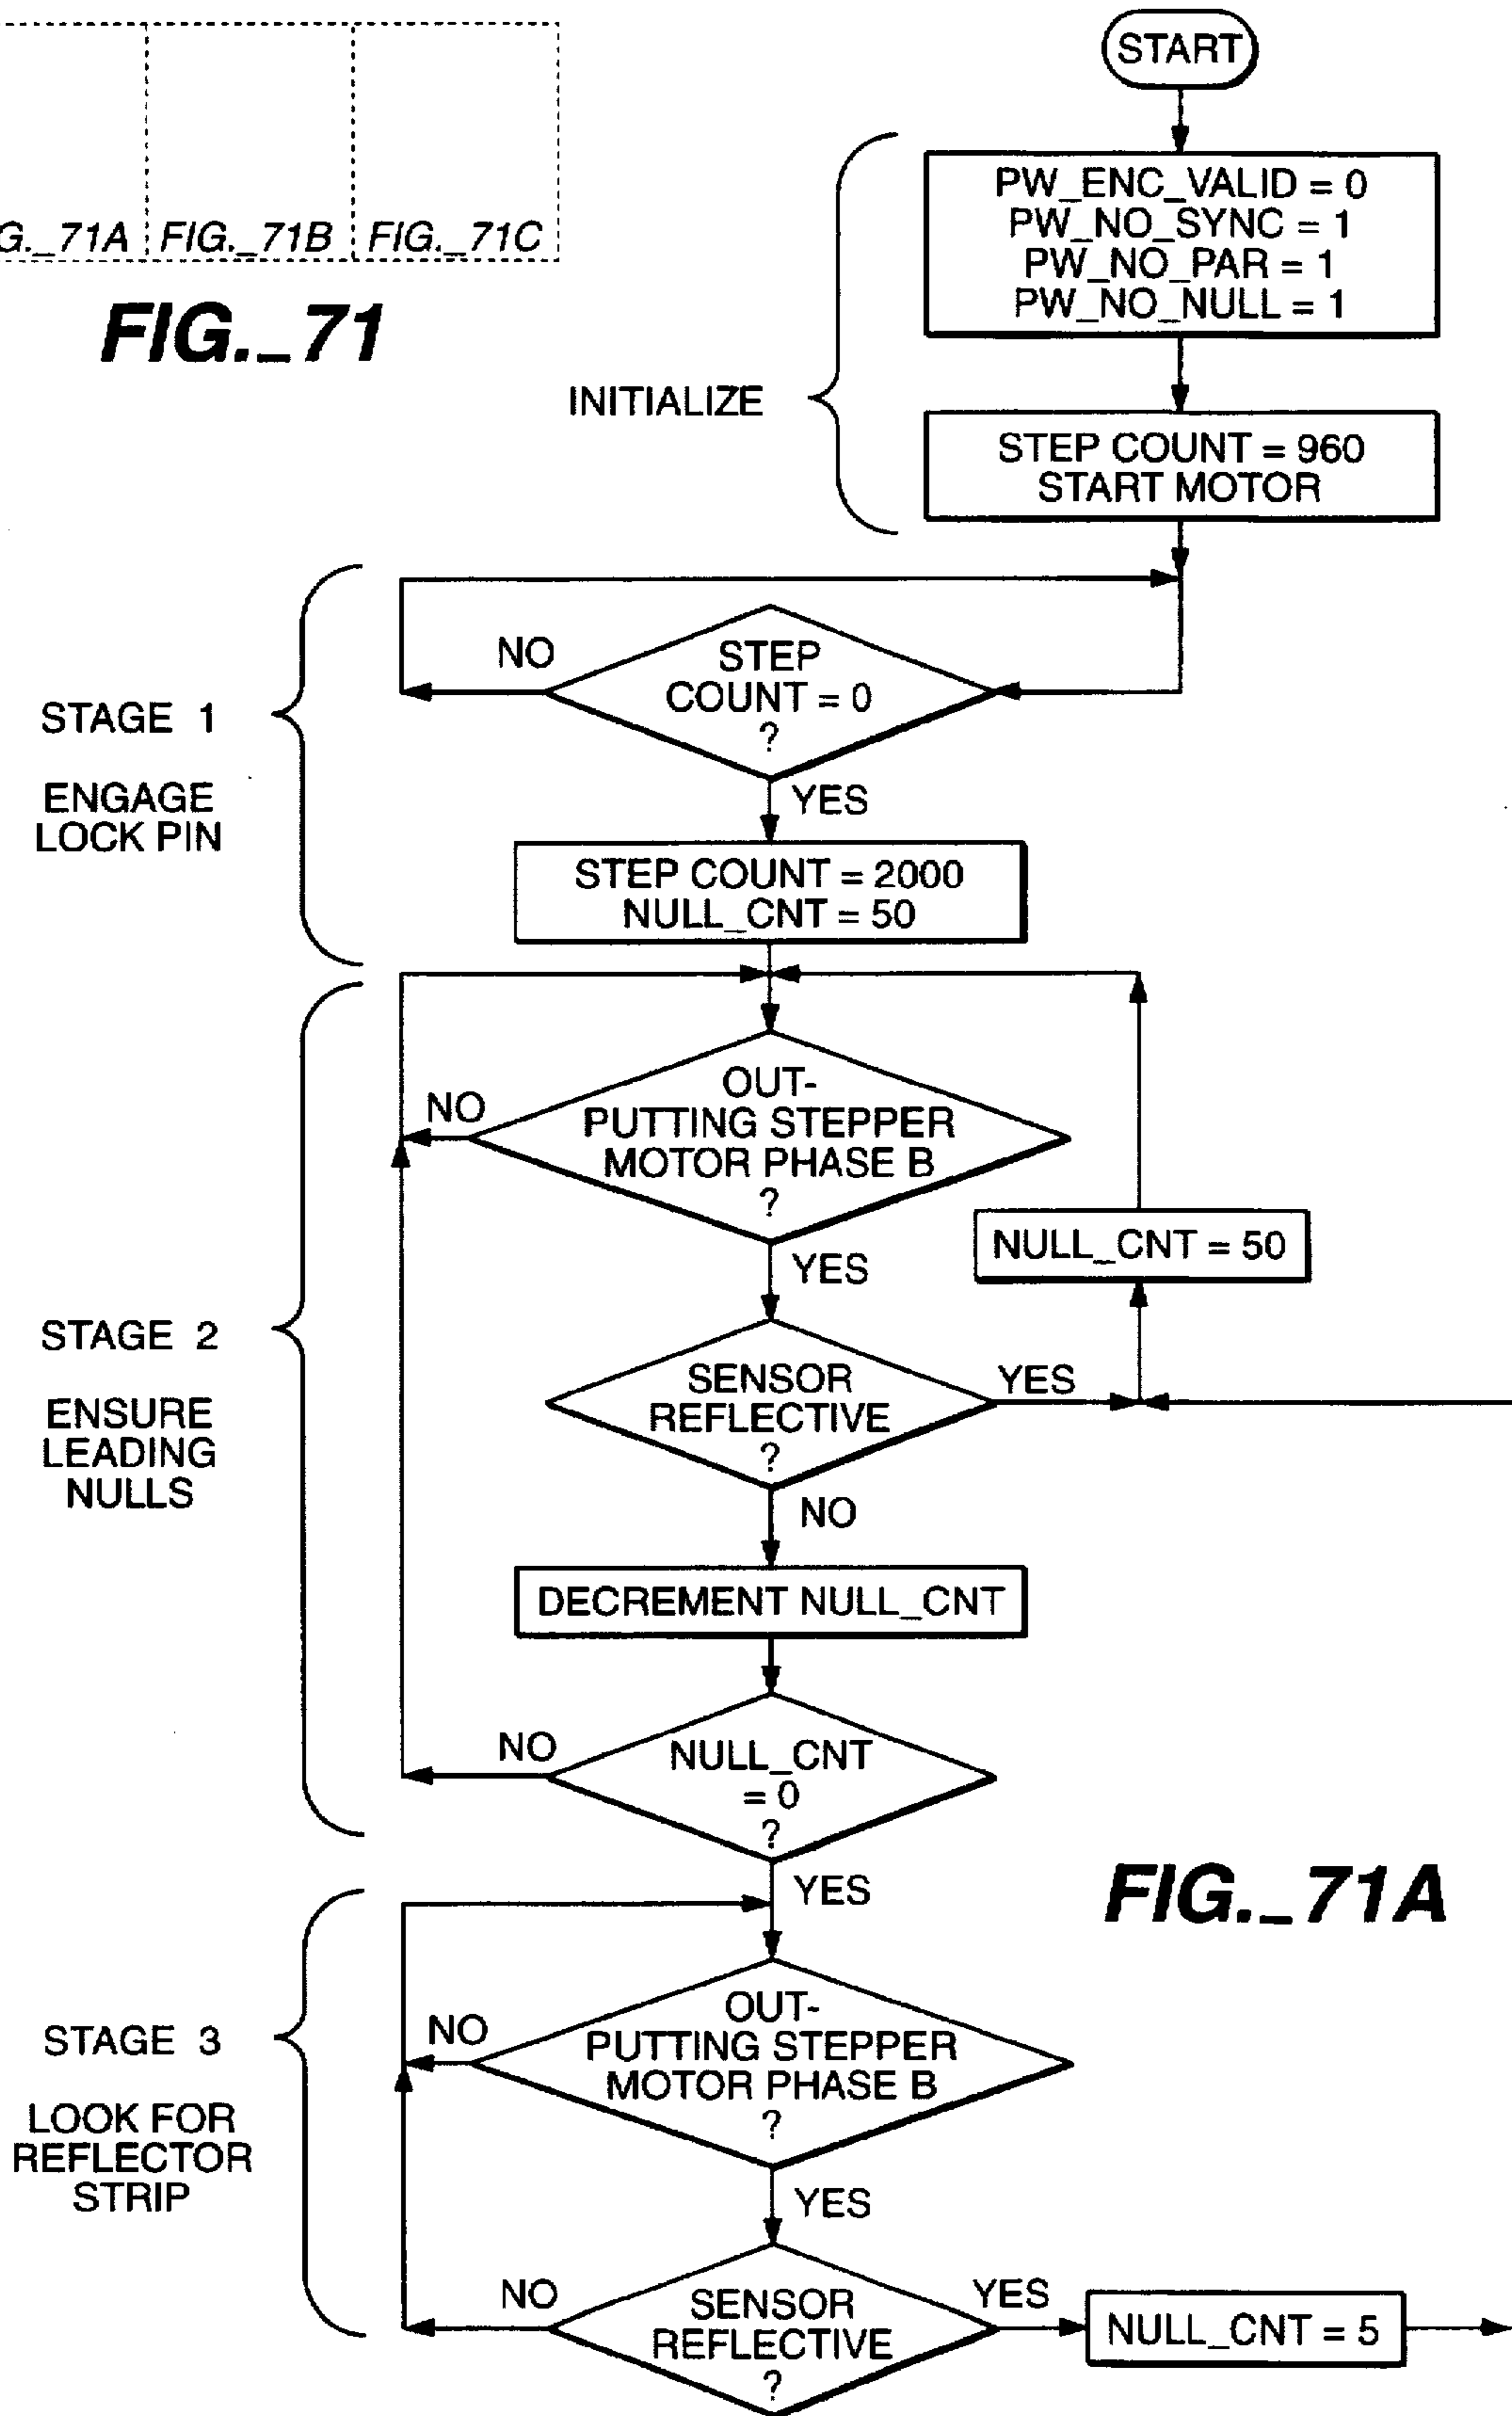 G._71A FIG._71B FIG._71C
FIG._71
START
PW_ENC_VALID = 0
PW_NO_SYNC = 1
PW_NO_PAR = 1
PW_NO_NULL = 1
INITIALIZE
STEP COUNT = 960
START MOTOR
STAGE 1
ENGAGE
LOCK PIN
NO
STEP
COUNT = 0
?
YES
STEP COUNT = 2000
NULL_CNT = 50
STAGE 2
ENSURE
LEADING
NULLS
NO
OUT-
PUTTING STEPPER
MOTOR PHASE B
?
YES
NULL_CNT = 50
SENSOR
REFLECTIVE
?
YES
NO
DECREMENT NULL_CNT
NO
NULL_CNT
= 0
?
YES
FIG._71A
STAGE 3
LOOK FOR
REFLECTOR
STRIP
NO
OUT-
PUTTING STEPPER
MOTOR PHASE B
?
YES
NO
SENSOR
REFLECTIVE
?
YES
NULL_CNT = 5